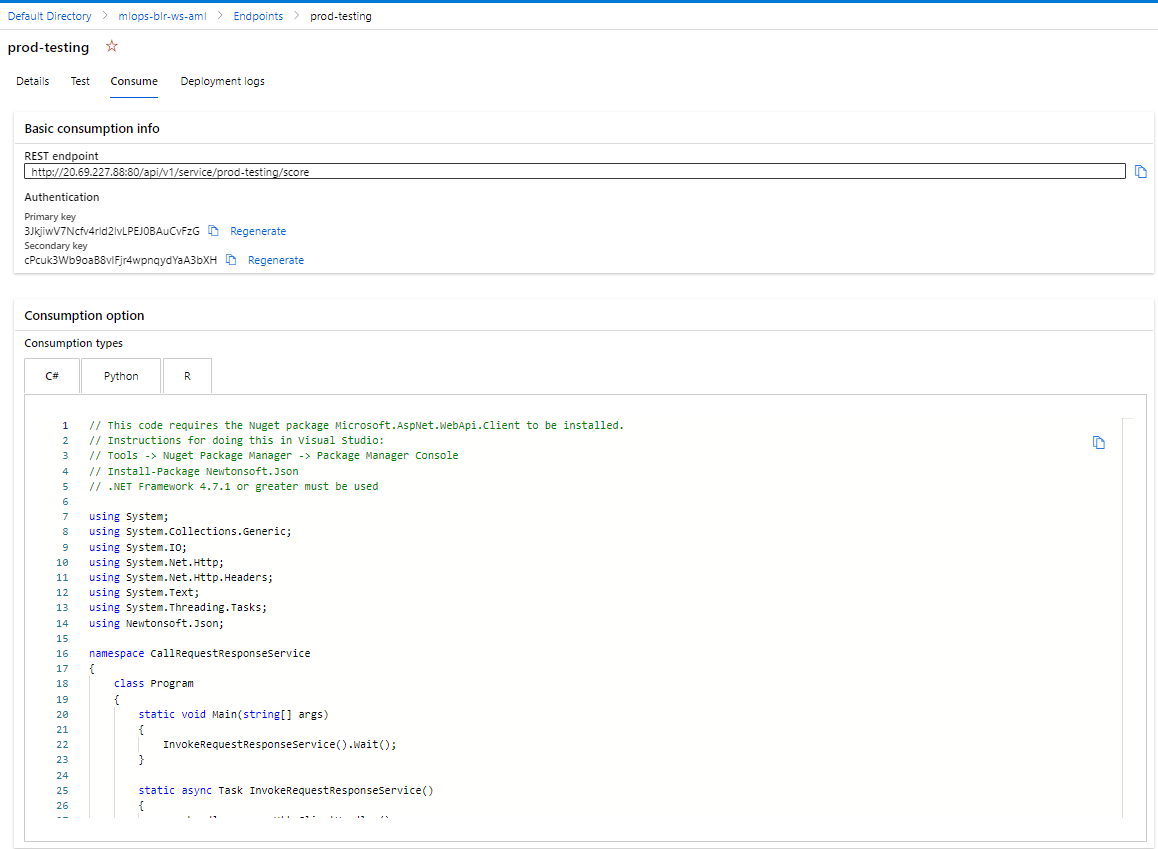 Default Directory > mlops-blr-ws-aml > Endpoints > prod-testing
prod-testing ☆
Details Test Consume Deployment logs
Basic consumption info
REST endpoint
http://20.69.227.88:80/api/v1/service/prod-testing/score
Authentication
Primary key
3JkjiwV7Ncfv4rId2IvLPEJ0BAuCvFzG Regenerate
Secondary key
cPcuk3Wb9oaB8vIFjr4wpnqydYaA3bXH Regenerate
Consumption option
Consumption types
C# Python R
1 // This code requires the Nuget package Microsoft.AspNet.WebApi.Client to be installed.
2 // Instructions for doing this in Visual Studio:
3 // Tools -> Nuget Package Manager -> Package Manager Console
4 // Install-Package Newtonsoft.Json
5 // .NET Framework 4.7.1 or greater must be used
6
7 using System;
8 using System.Collections.Generic;
9 using System.IO;
10 using System.Net.Http;
11 using System.Net.Http.Headers;
12 using System.Text;
13 using System.Threading.Tasks;
14 using Newtonsoft.Json;
15
16 namespace CallRequestResponseService
17 {
18 class Program
19 {
20 static void Main(string[] args)
21 {
22 InvokeRequestResponseService().Wait();
23 }
24
25 static async Task InvokeRequestResponseService()
26 {